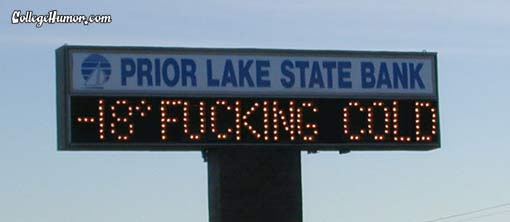 CollegeHumor.com
PRIOR LAKE STATE BANK
-18° FUCKING COLD